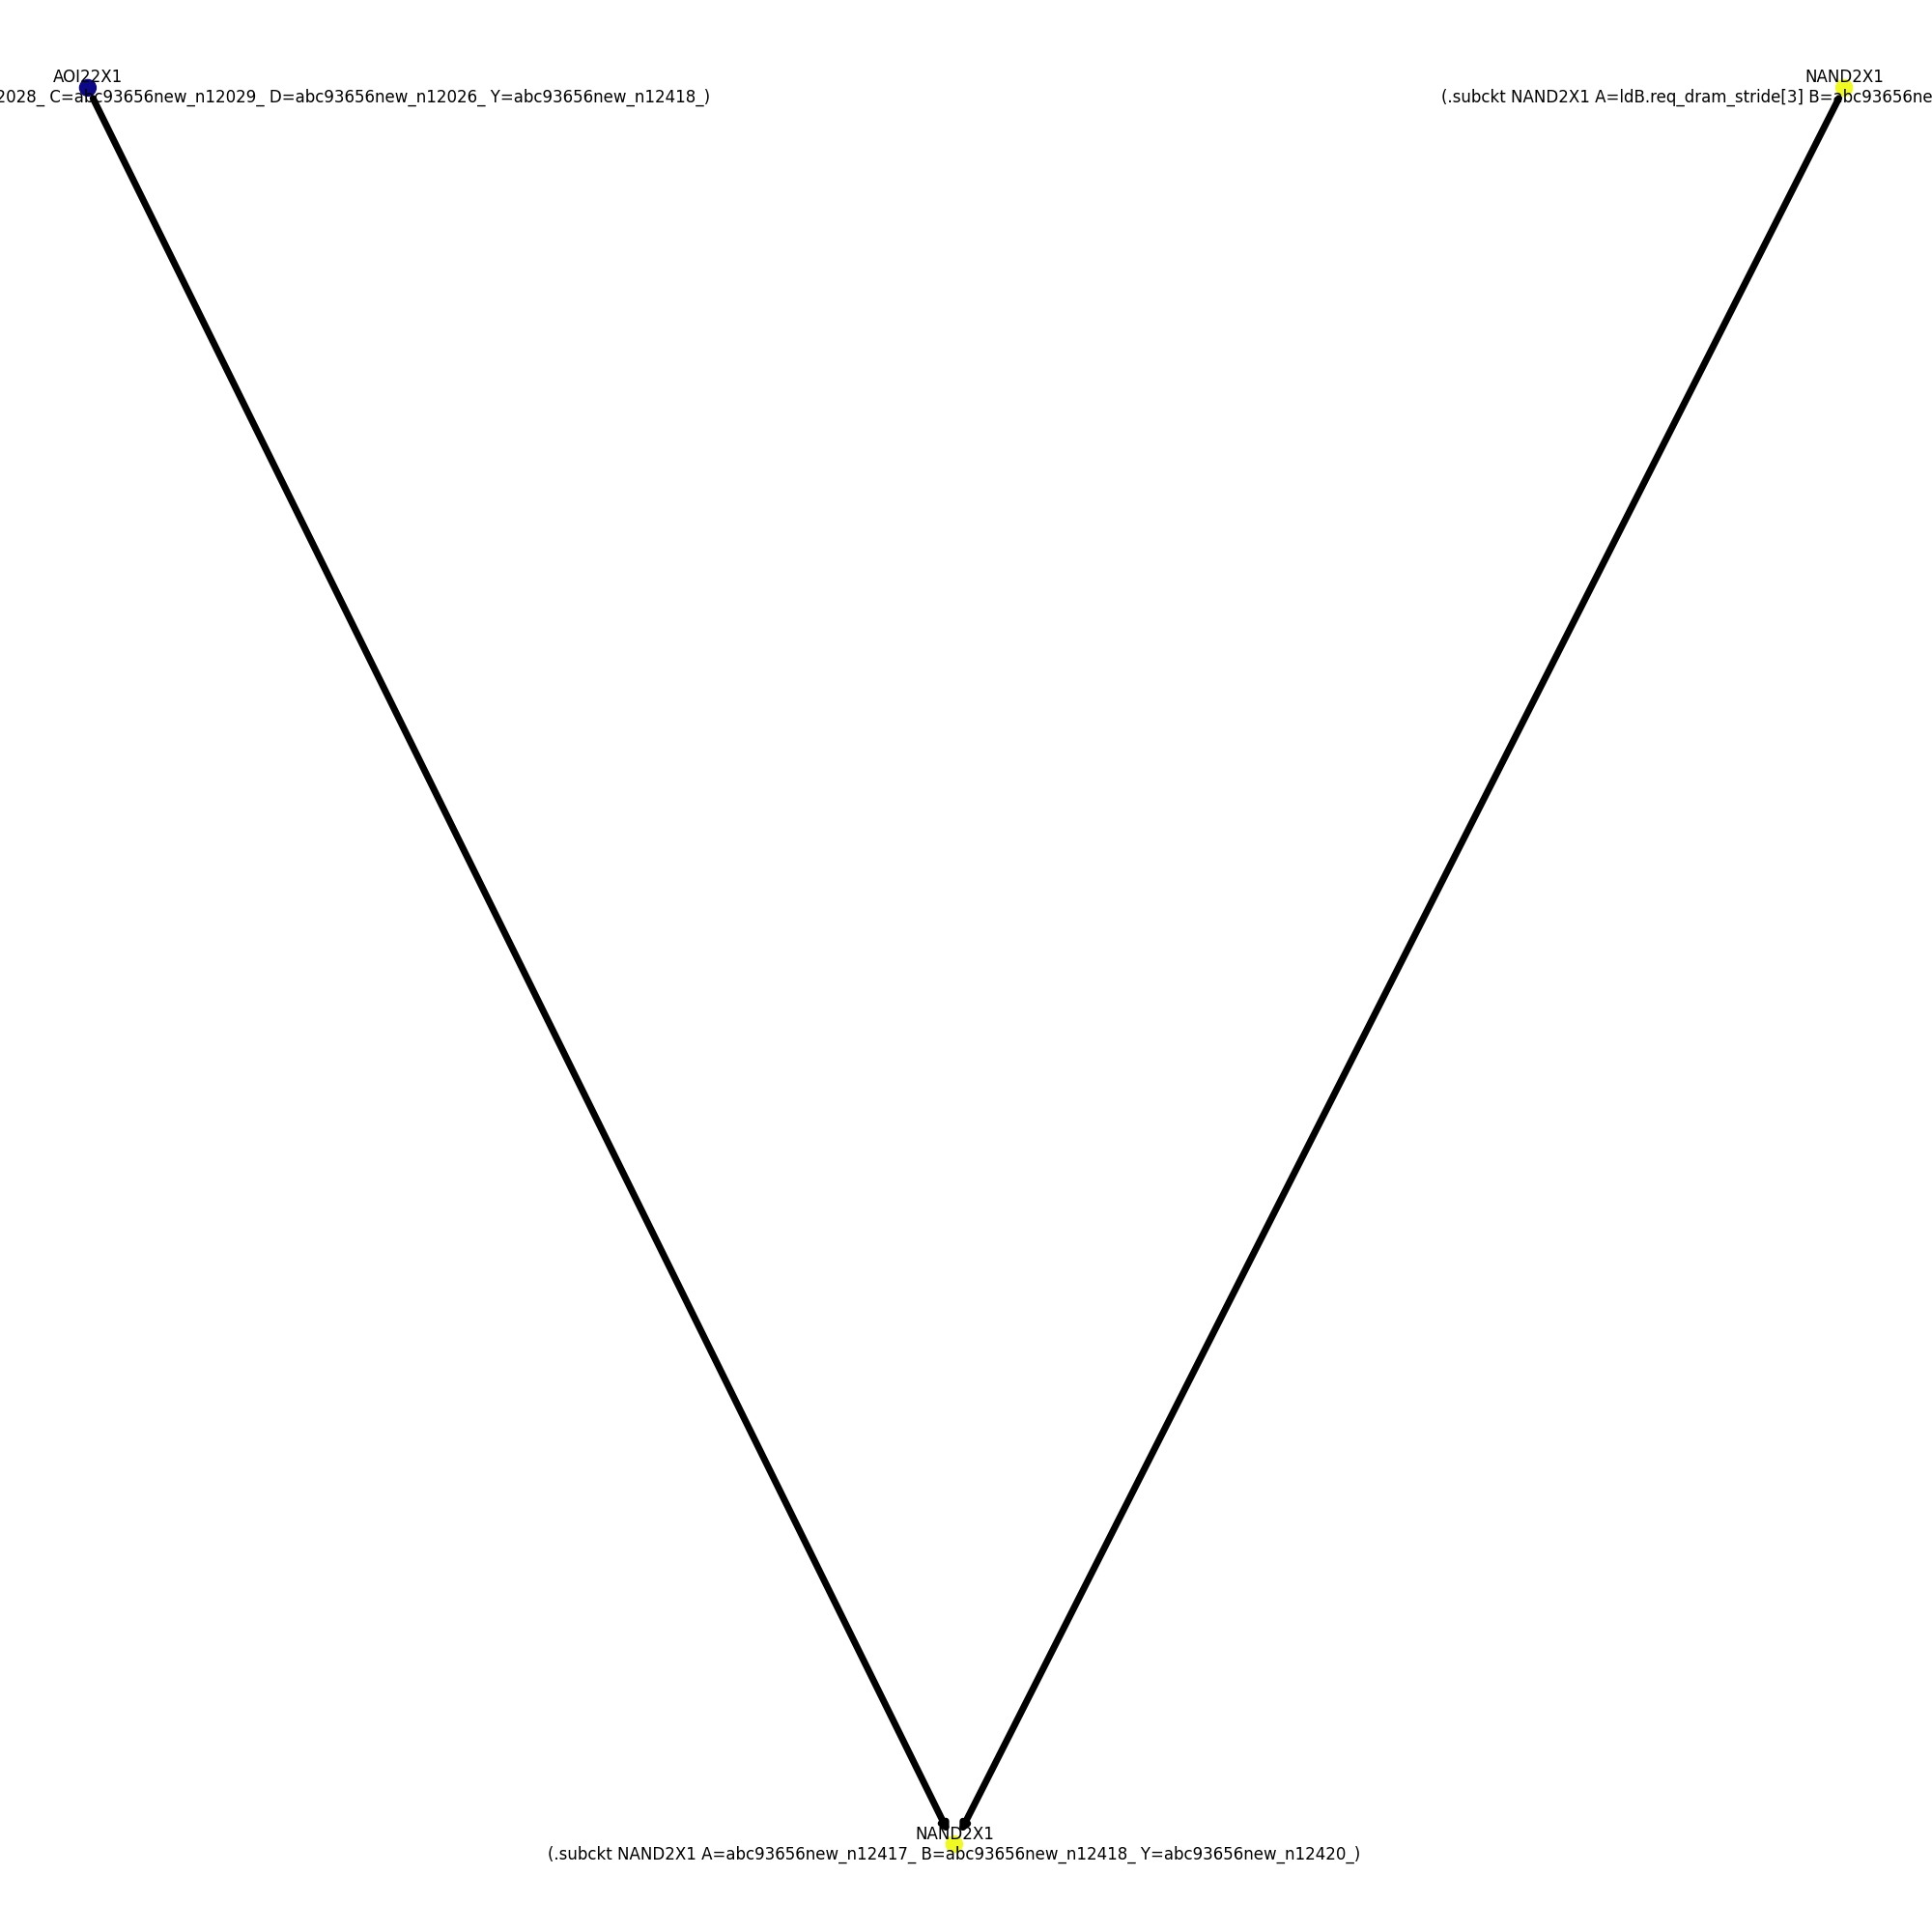 AOI22X1
2028_ C=abc93656new_n12029_ D=abc93656new_n12026_ Y=abc93656new_n12418_)
NAND2X1
(.subckt NAND2X1 A=ldB.req_dram_stride[3] B=abc93656ne
NAND2X1
(.subckt NAND2X1 A=abc93656new_n12417_ B=abc93656new_n12418_ Y=abc93656new_n12420_)